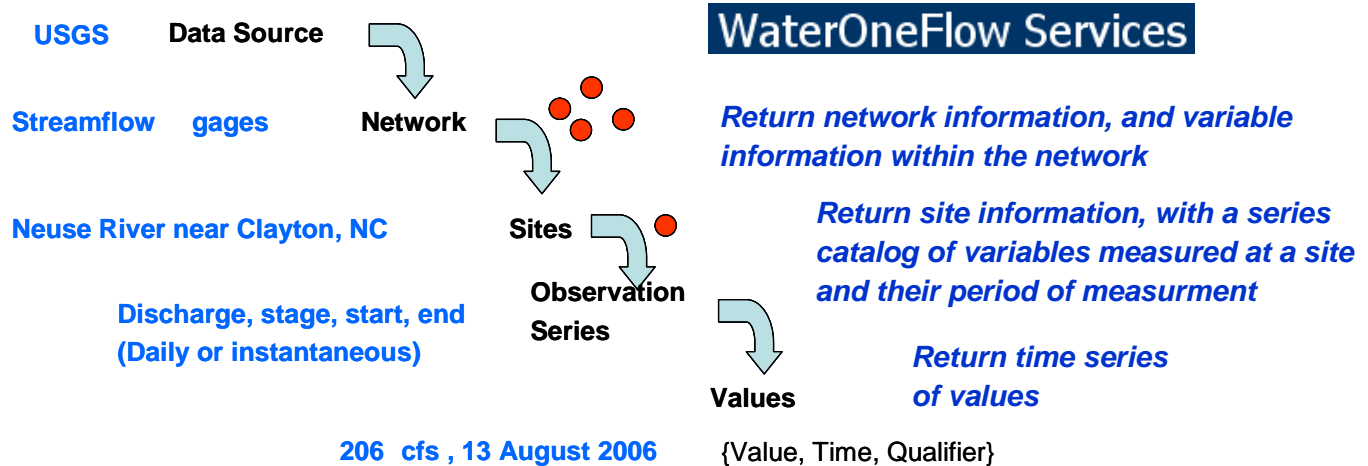 USGS Data Source
WaterOneFlow Services
Streamflow gages Network
Return network information, and variable
information within the network
Neuse River near Clayton, NC Sites
Return site information, with a series
catalog of variables measured at a site
and their period of measurment
Observation
Series
Discharge, stage, start, end
(Daily or instantaneous)
Return time series
of values
Values
206 cfs , 13 August 2006 {Value, Time, Qualifier}